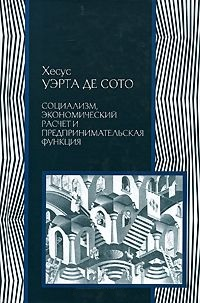 Хесус
УЭРТА ДЕ СОТО
СОЦИАЛИЗМ,
ЭКОНОМИЧЕСКИЙ
РАСЧЕТ И
ПРЕДПРИНИМАТЕЛЬСКАЯ
ФУНКЦИЯ